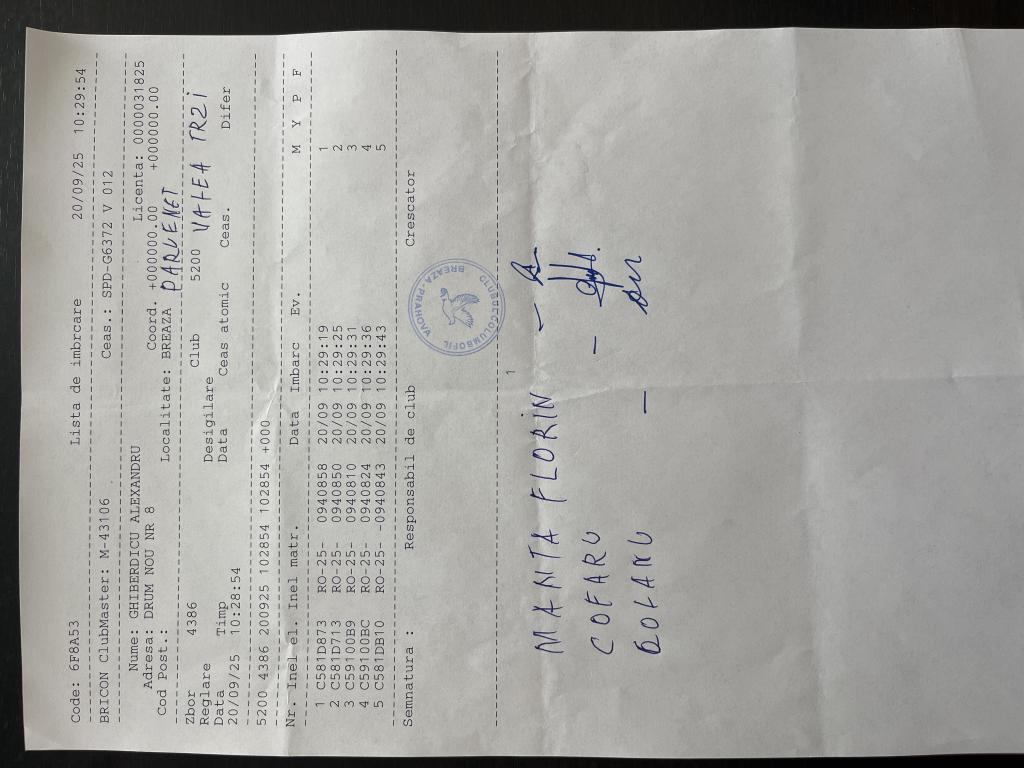 Code: 6F8A53 Lista de imbrcare 20/09/25 10:29:54
BRICON ClubMaster: M-43106 Ceas.: SPD-G6372 V 012
Nume: GHIBERDICU ALEXANDRU Licenta: 0000031825
Adresa: DRUM NOU NR 8 Coord. +000000.00 +000000.00
Cod Post.: Localitate: BREAZA PARVENET
Zbor 4386 Club 5200 VALEA TRZI
Reglare Desigilare
Data Timp Data Ceas atomic Ceas. Difer
20/09/25 10:28:54
5200 4386 200925 102854 102854 +000
Nr. Inel el. Inel matr. Data Imbarc Ev. M Y P F
1 C581D873 RO-25- 0940858 20/09 10:29:19 1
2 C581D713 RO-25- 0940850 20/09 10:29:25 2
3 C5910DB9 RO-25- 0940810 20/09 10:29:31 3
4 C5910DBC RO-25- 0940824 20/09 10:29:36 4
5 C581DB10 RO-25- -0940843 20/09 10:29:43 5
Semnatura : Responsabil de club Crescator
CLUB COLUMBOFIL
BREAZA-PRAHOVA
1
MANTA FLORIN -
COFARU -
BOLANU -